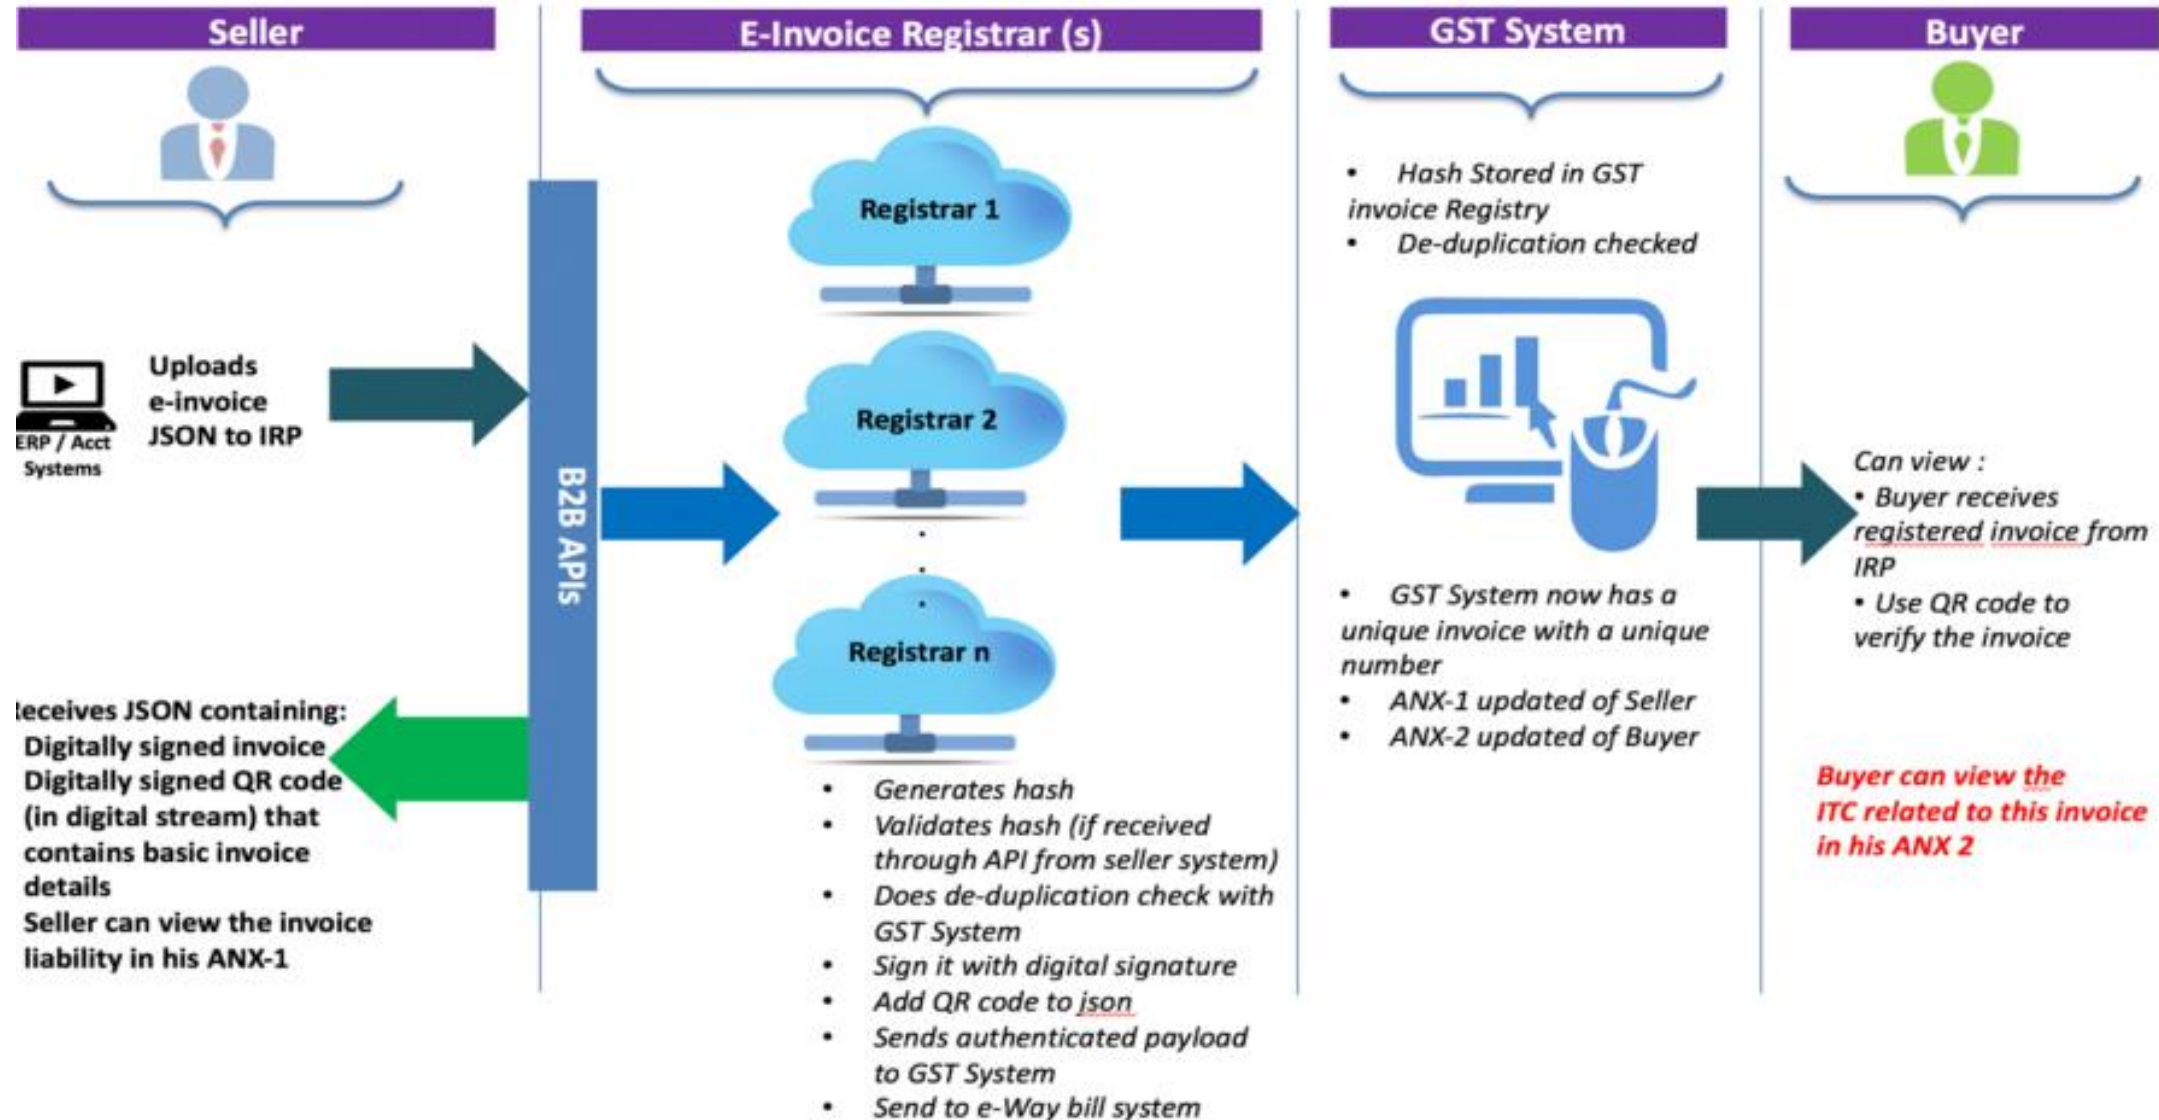 Seller
Uploads
e-invoice
JSON to IRP
ERP / Acct
Systems
eceives JSON containing:
Digitally signed invoice
Digitally signed QR code
(in digital stream) that
contains basic invoice
details
Seller can view the invoice
liability in his ANX-1
B2B APIs
E-Invoice Registrar (s)
Registrar 1
Registrar 2
Registrar n
• Generates hash
• Validates hash (if received
through API from seller system)
• Does de-duplication check with
GST System
• Sign it with digital signature
• Add QR code to json
• Sends authenticated payload
to GST System
• Send to e-Way bill system
GST System
• Hash Stored in GST
invoice Registry
• De-duplication checked
• GST System now has a
unique invoice with a unique
number
• ANX-1 updated of Seller
• ANX-2 updated of Buyer
Buyer
Can view :
• Buyer receives
registered invoice from
IRP
• Use QR code to
verify the invoice
Buyer can view the
ITC related to this invoice
in his ANX 2